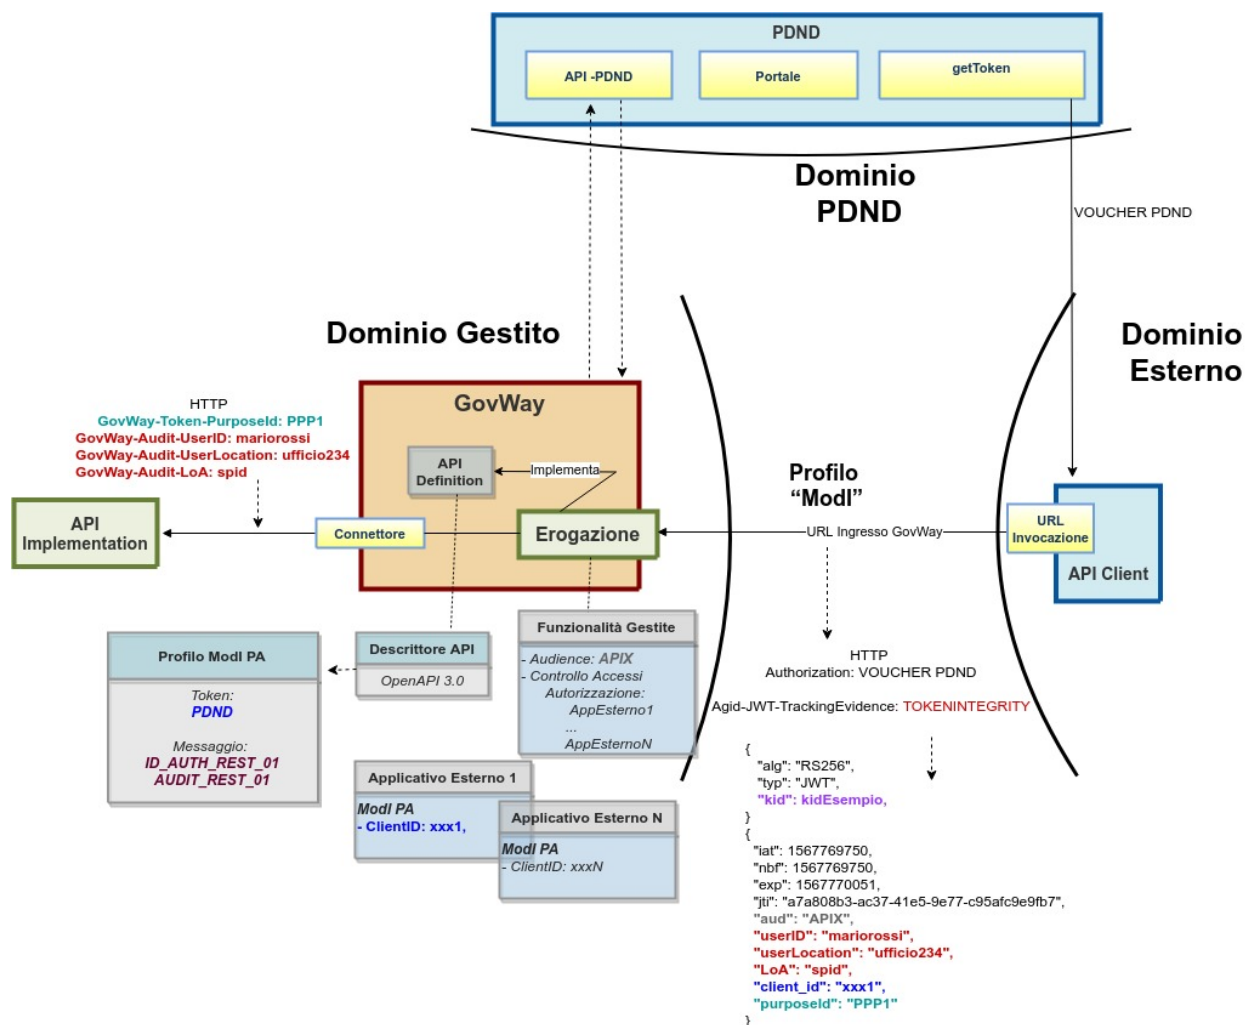 PDND
API -PDND
Portale
getToken
Dominio
PDND
VOUCHER PDND
Dominio Gestito
Dominio
Esterno
HTTP
GovWay-Token-PurposeId: PPP1
GovWay-Audit-UserID: mariorossi
GovWay-Audit-UserLocation: ufficio234
GovWay-Audit-LoA: spid
GovWay
API
Definition
Implementa
Profilo
“ModI”
API
Implementation
Connettore
Erogazione
URL Ingresso GovWay
URL
Invocazione
API Client
Profilo ModI PA
Token:
PDND
Messaggio:
ID_AUTH_REST_01
AUDIT_REST_01
Descrittore API
OpenAPI 3.0
Funzionalità Gestite
- Audience: APIX
- Controllo Accessi
Autorizzazione:
AppEsterno1
...
AppEsternoN
HTTP
Authorization: VOUCHER PDND
Agid-JWT-TrackingEvidence: TOKENINTEGRITY
Applicativo Esterno 1
ModI PA
- ClientID: xxx1,
Applicativo Esterno N
ModI PA
- ClientID: xxxN
{
"alg": "RS256",
"typ": "JWT",
"kid": kidEsempio,
}
{
"iat": 1567769750,
"nbf": 1567769750,
"exp": 1567770051,
"jti": "a7a808b3-ac37-41e5-9e77-c95afc9e9fb7",
"aud": "APIX",
"userID": "mariorossi",
"userLocation": "ufficio234",
"LoA": "spid",
"client_id": "xxx1",
"purposeId": "PPP1"
}